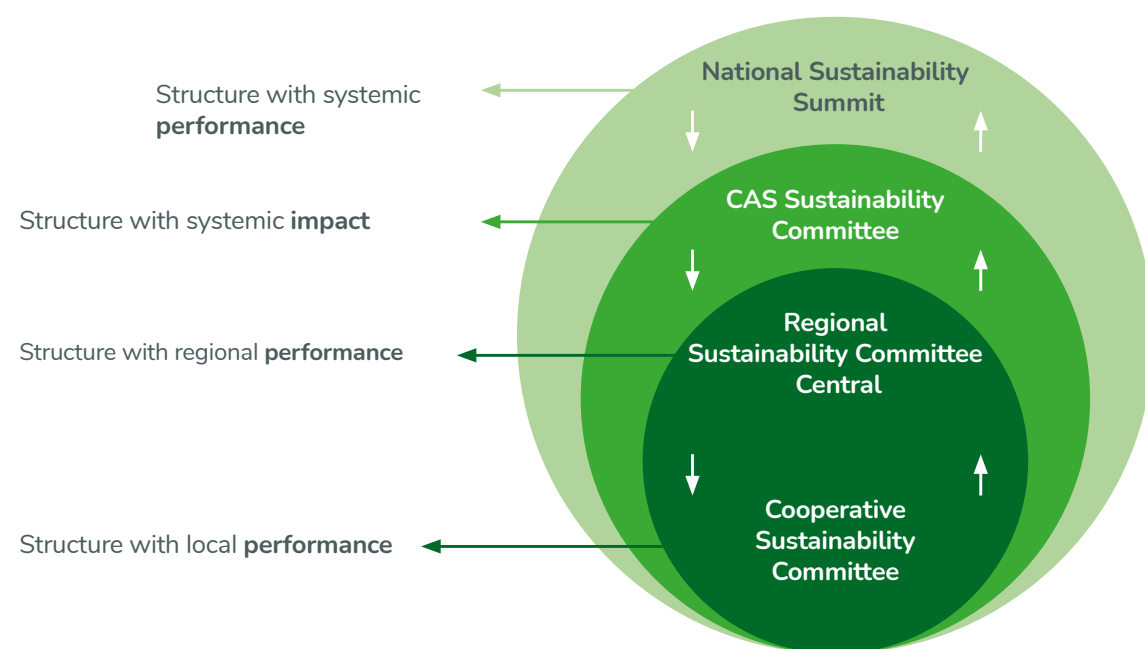 National Sustainability
Summit
Structure with systemic
performance
CAS Sustainability
Committee
Structure with systemic impact
Regional
Sustainability Committee
Central
Structure with regional performance
Cooperative
Sustainability
Committee
Structure with local performance